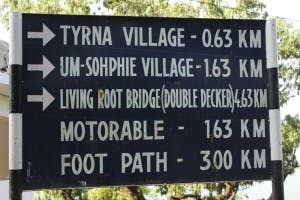 → TYRNA VILLAGE - 0.63 KM
→ UM-SOHPHIE VILLAGE - 1.63 KM
→ LIVING ROOT BRIDGE (DOUBLE DECKER) 4.63 KM
MOTORABLE - 163 KM
FOOT PATH - 300 KM